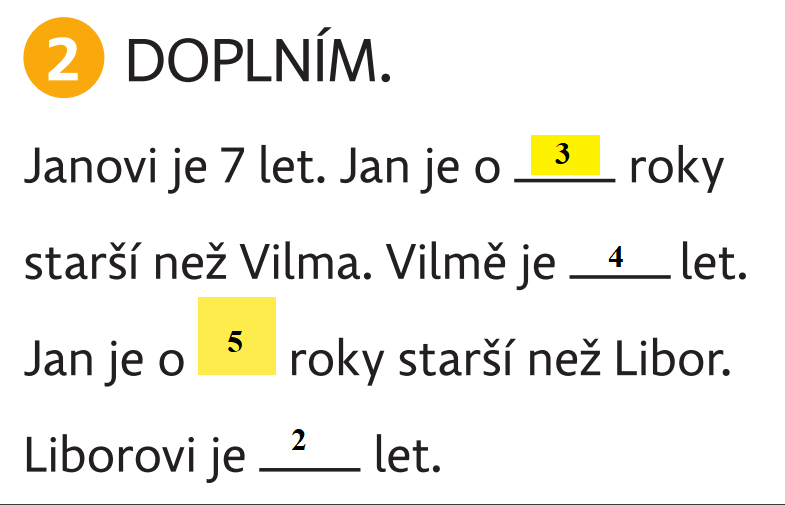 2 DOPLNÍM.
Janovi je 7 let. Jan je o 3 roky
starší než Vilma. Vilmě je 4 let.
Jan je o 5 roky starší než Libor.
Liborovi je 2 let.